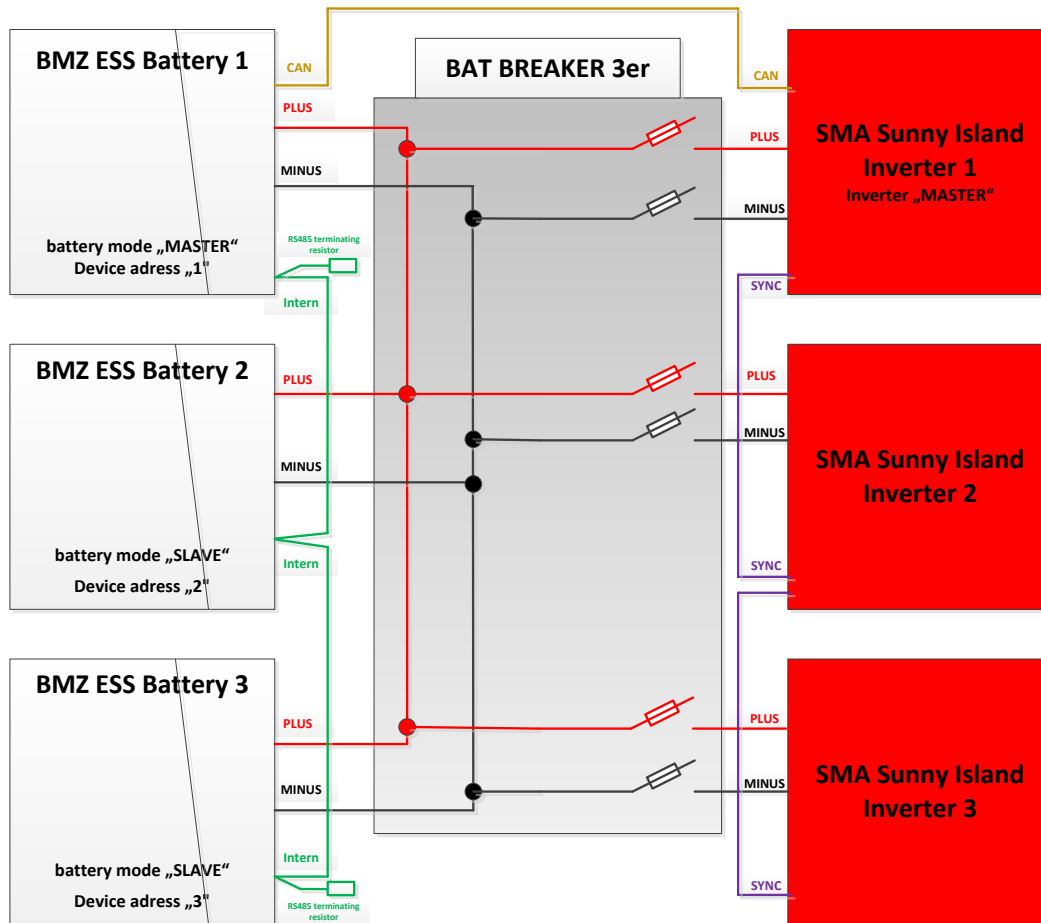 BMZ ESS Battery 1
CAN
PLUS
MINUS
battery mode „MASTER“
Device adress „1"
RS485 terminating
resistor
Intern
BAT BREAKER 3er
CAN
PLUS
MINUS
SYNC
SMA Sunny Island
Inverter 1
Inverter „MASTER“
BMZ ESS Battery 2
PLUS
MINUS
battery mode „SLAVE“
Device adress „2"
Intern
PLUS
MINUS
SYNC
SMA Sunny Island
Inverter 2
BMZ ESS Battery 3
PLUS
MINUS
battery mode „SLAVE“
Device adress „3"
Intern
RS485 terminating
resistor
PLUS
MINUS
SYNC
SMA Sunny Island
Inverter 3